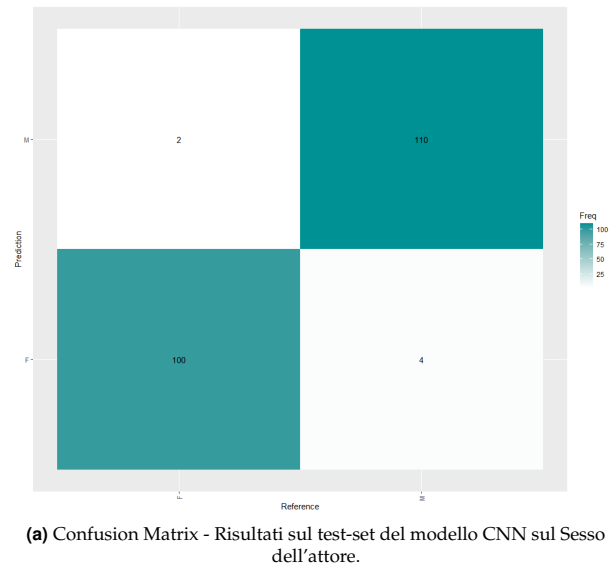 M
2
110
Prediction
Freq
100
75
50
25
F
100
4
F
M
Reference
(a) Confusion Matrix - Risultati sul test-set del modello CNN sul Sesso
dell'attore.